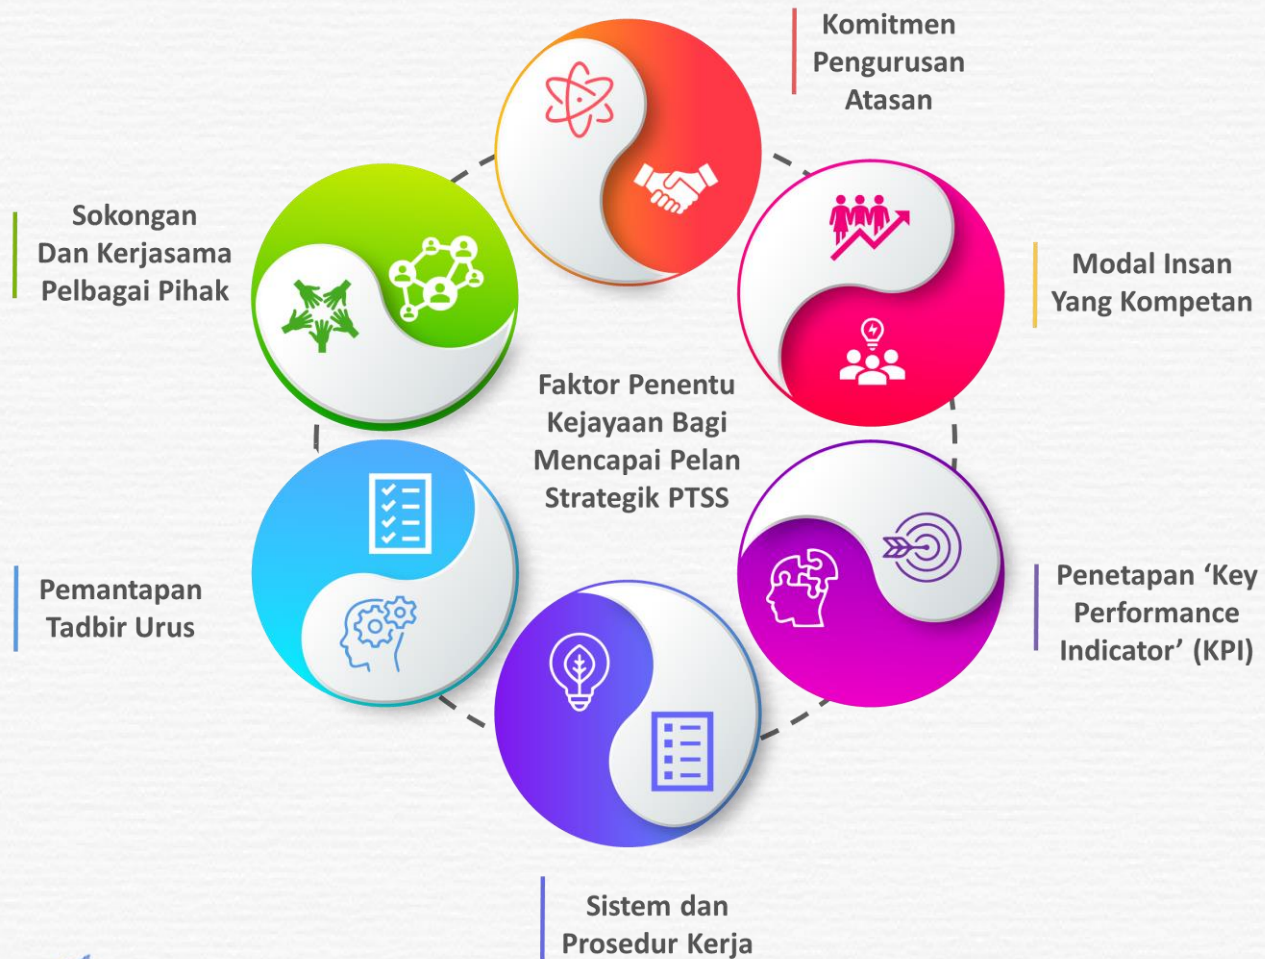 Komitmen
Pengurusan
Atasan
Modal Insan
Yang Kompetan
Penetapan ‘Key
Performance
Indicator’ (KPI)
Sistem dan
Prosedur Kerja
Pemantapan
Tadbir Urus
Sokongan
Dan Kerjasama
Pelbagai Pihak
Faktor Penentu
Kejayaan Bagi
Mencapai Pelan
Strategik PTSS